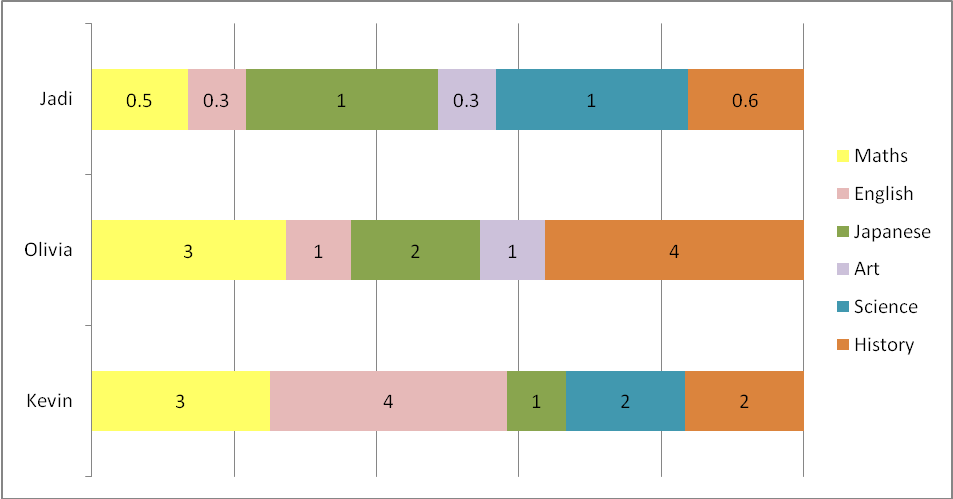 Jadi
0.5 0.3 1 0.3 1 0.6
Olivia
3 1 2 1 4
Kevin
3 4 1 2 2
Maths
English
Japanese
Art
Science
History